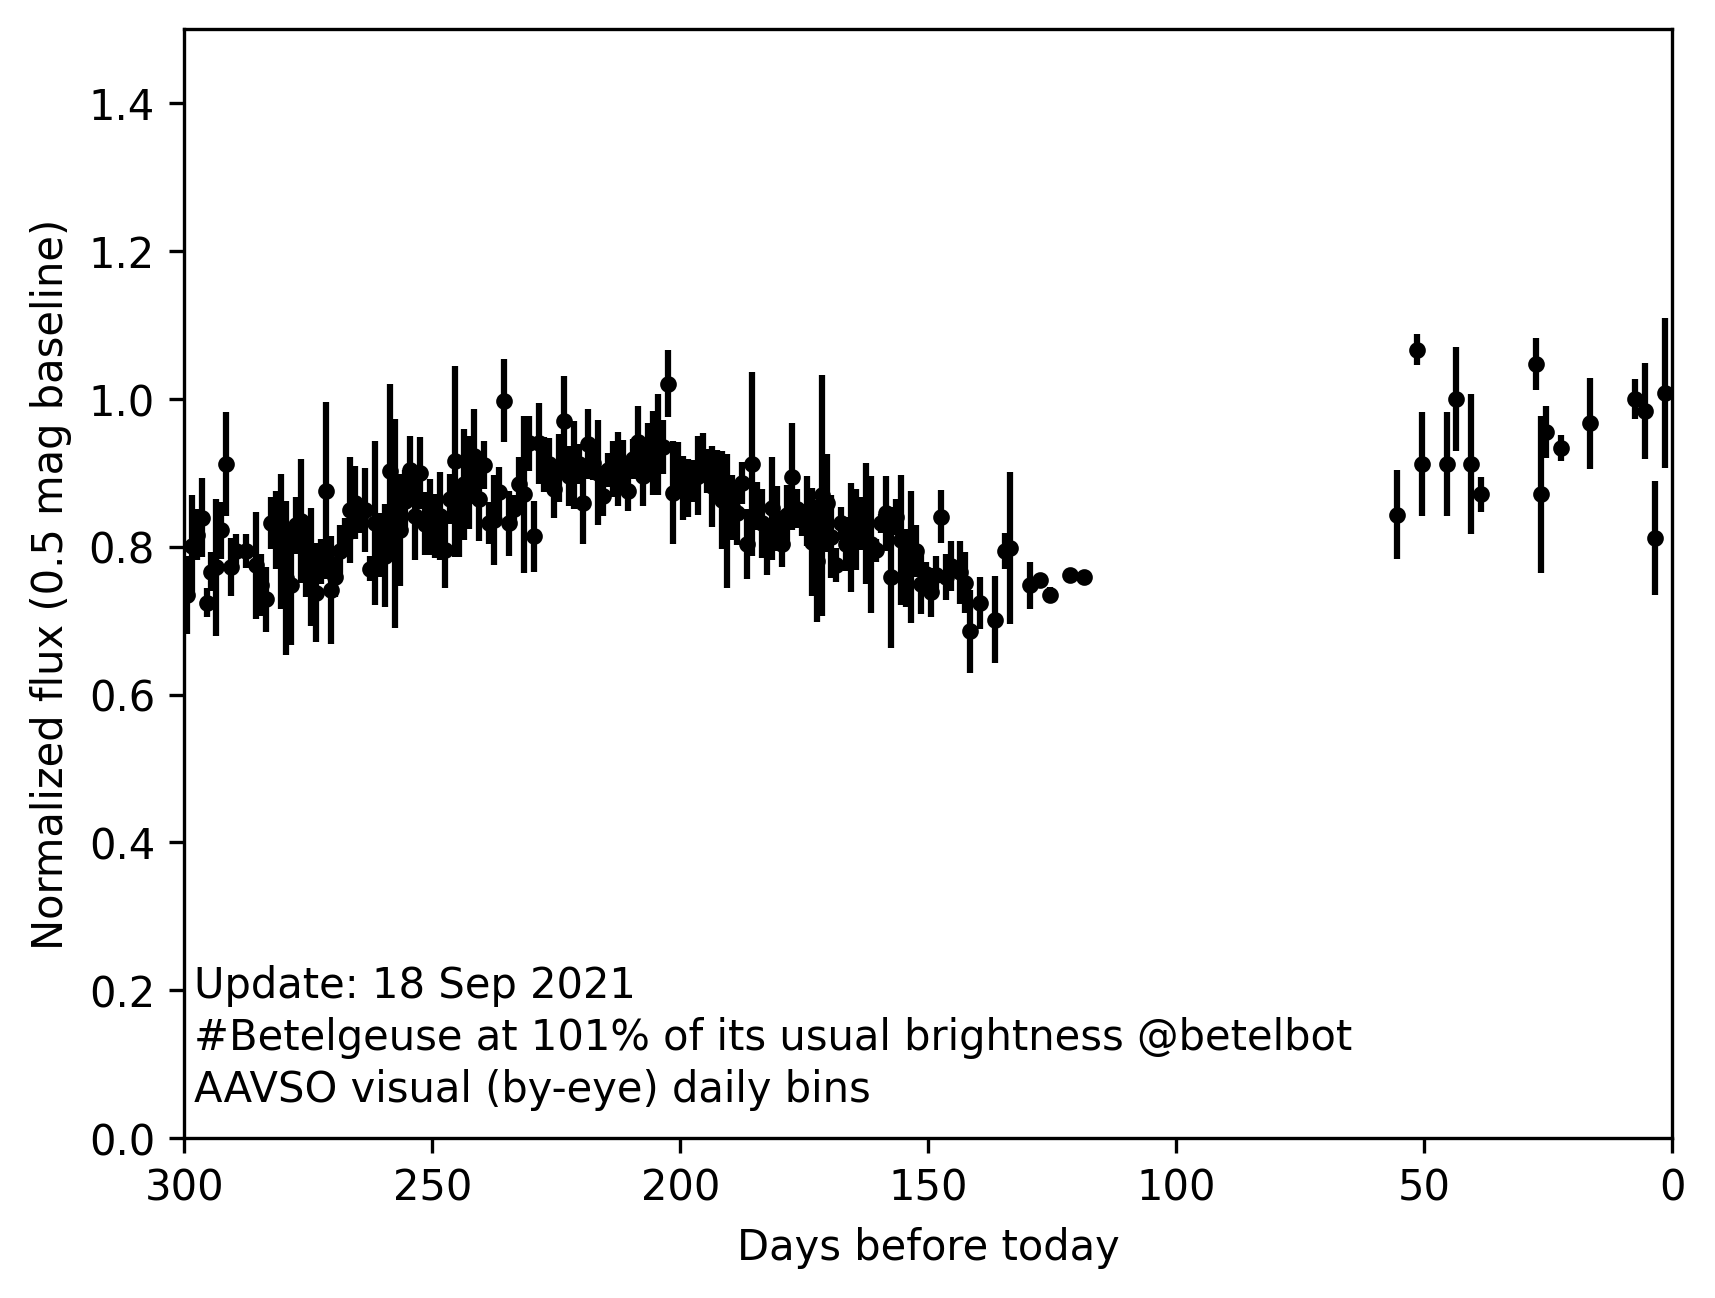 1.4
1.2
1.0
0.8
0.6
0.4
0.2
0.0
Normalized flux (0.5 mag baseline)
Update: 18 Sep 2021
#Betelgeuse at 101% of its usual brightness @betelbot
AAVSO visual (by-eye) daily bins
300 250 200 150 100 50 0
Days before today